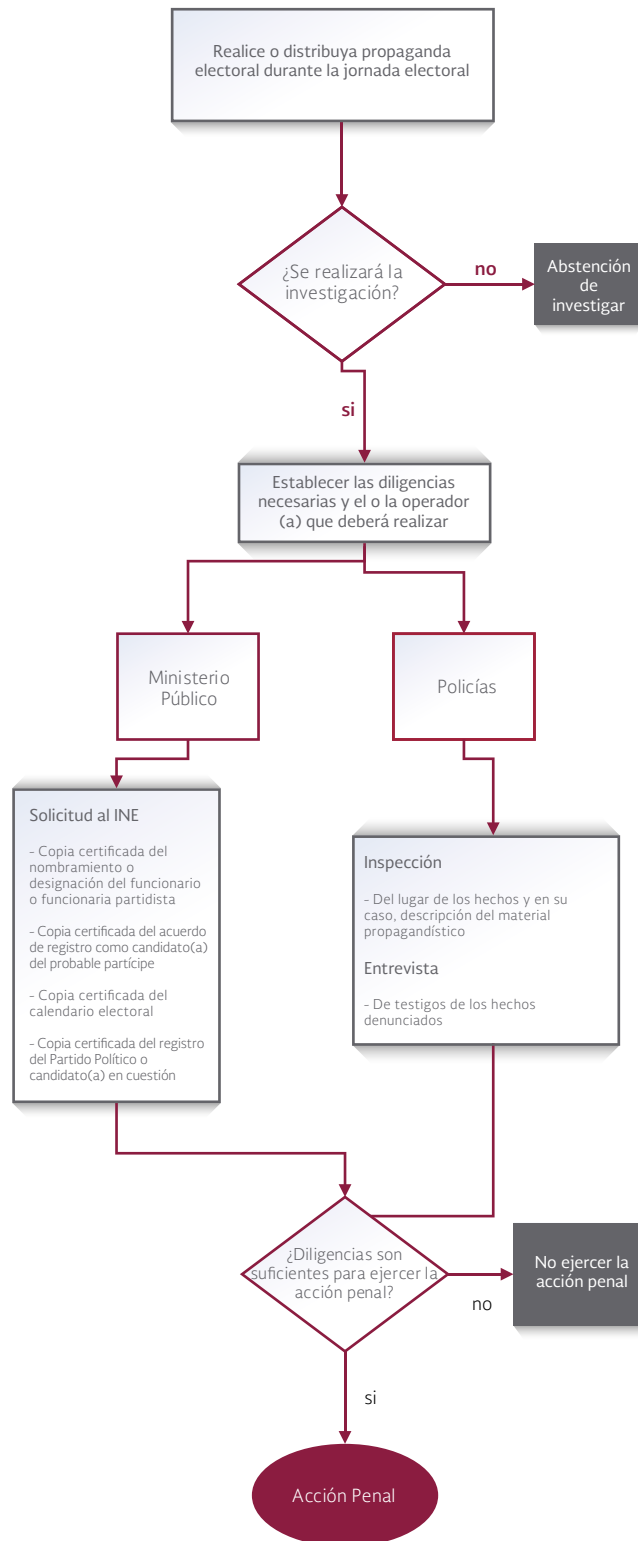 Realice o distribuya propaganda
electoral durante la jornada electoral
¿Se realizará la
investigación?
no
Abstención
de
investigar
si
Establecer las diligencias
necesarias y el o la operador
(a) que deberá realizar
Ministerio
Público
Policías
Solicitud al INE
- Copia certificada del
nombramiento o
designación del funcionario
o funcionaria partidista
- Copia certificada del acuerdo
de registro como candidato(a)
del probable partícipe
- Copia certificada del
calendario electoral
- Copia certificada del registro
del Partido Político o
candidato(a) en cuestión
Inspección
- Del lugar de los hechos y en su
caso, descripción del material
propagandístico
Entrevista
- De testigos de los hechos
denunciados
¿Diligencias son
suficientes para ejercer la
acción penal?
no
No ejercer la
acción penal
si
Acción Penal